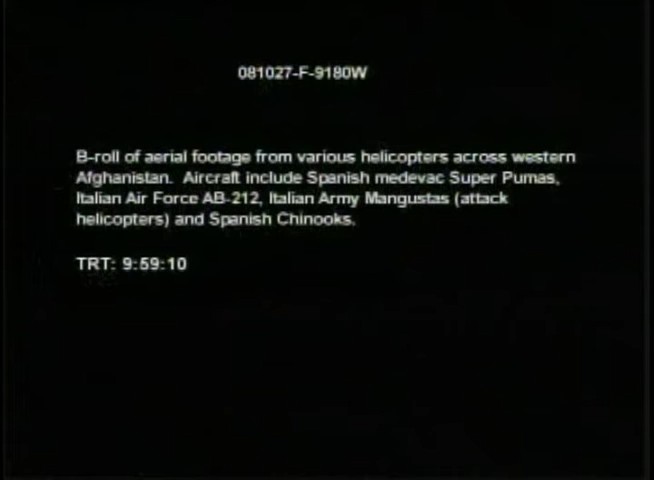 081027-F-9180W
B-roll of aerial footage from various helicopters across western
Afghanistan. Aircraft include Spanish medevac Super Pumas,
Italian Air Force AB-212, Italian Army Mangustas (attack
helicopters) and Spanish Chinooks.
TRT: 9:59:10